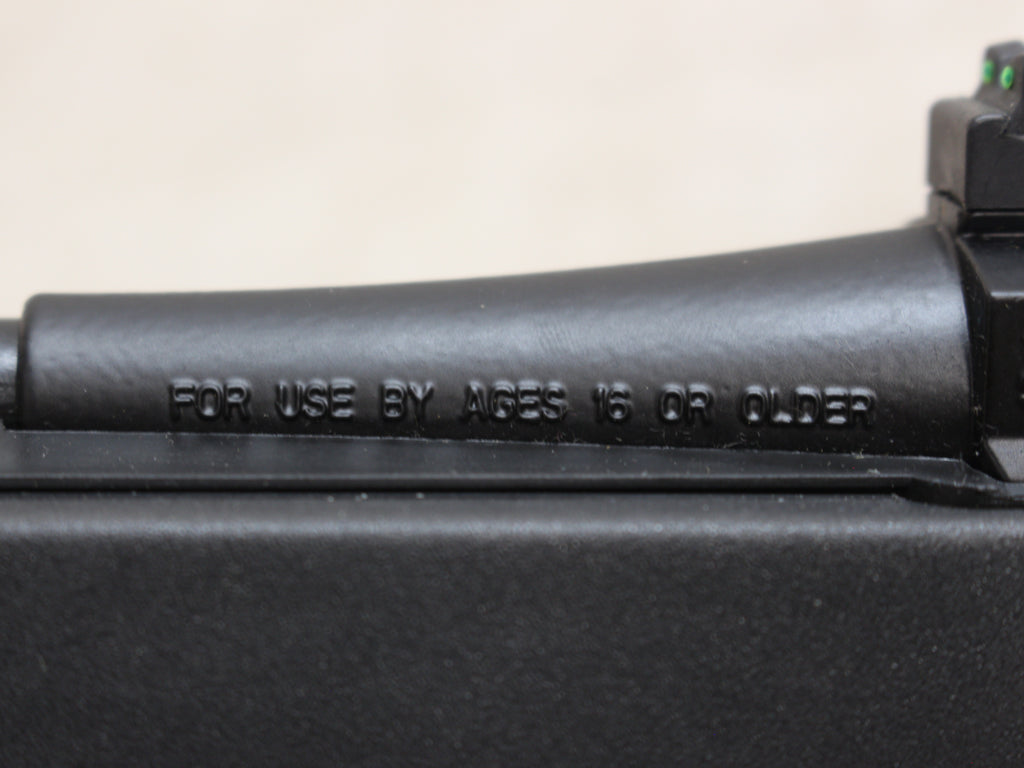 FOR USE BY AGES 16 OR OLDER